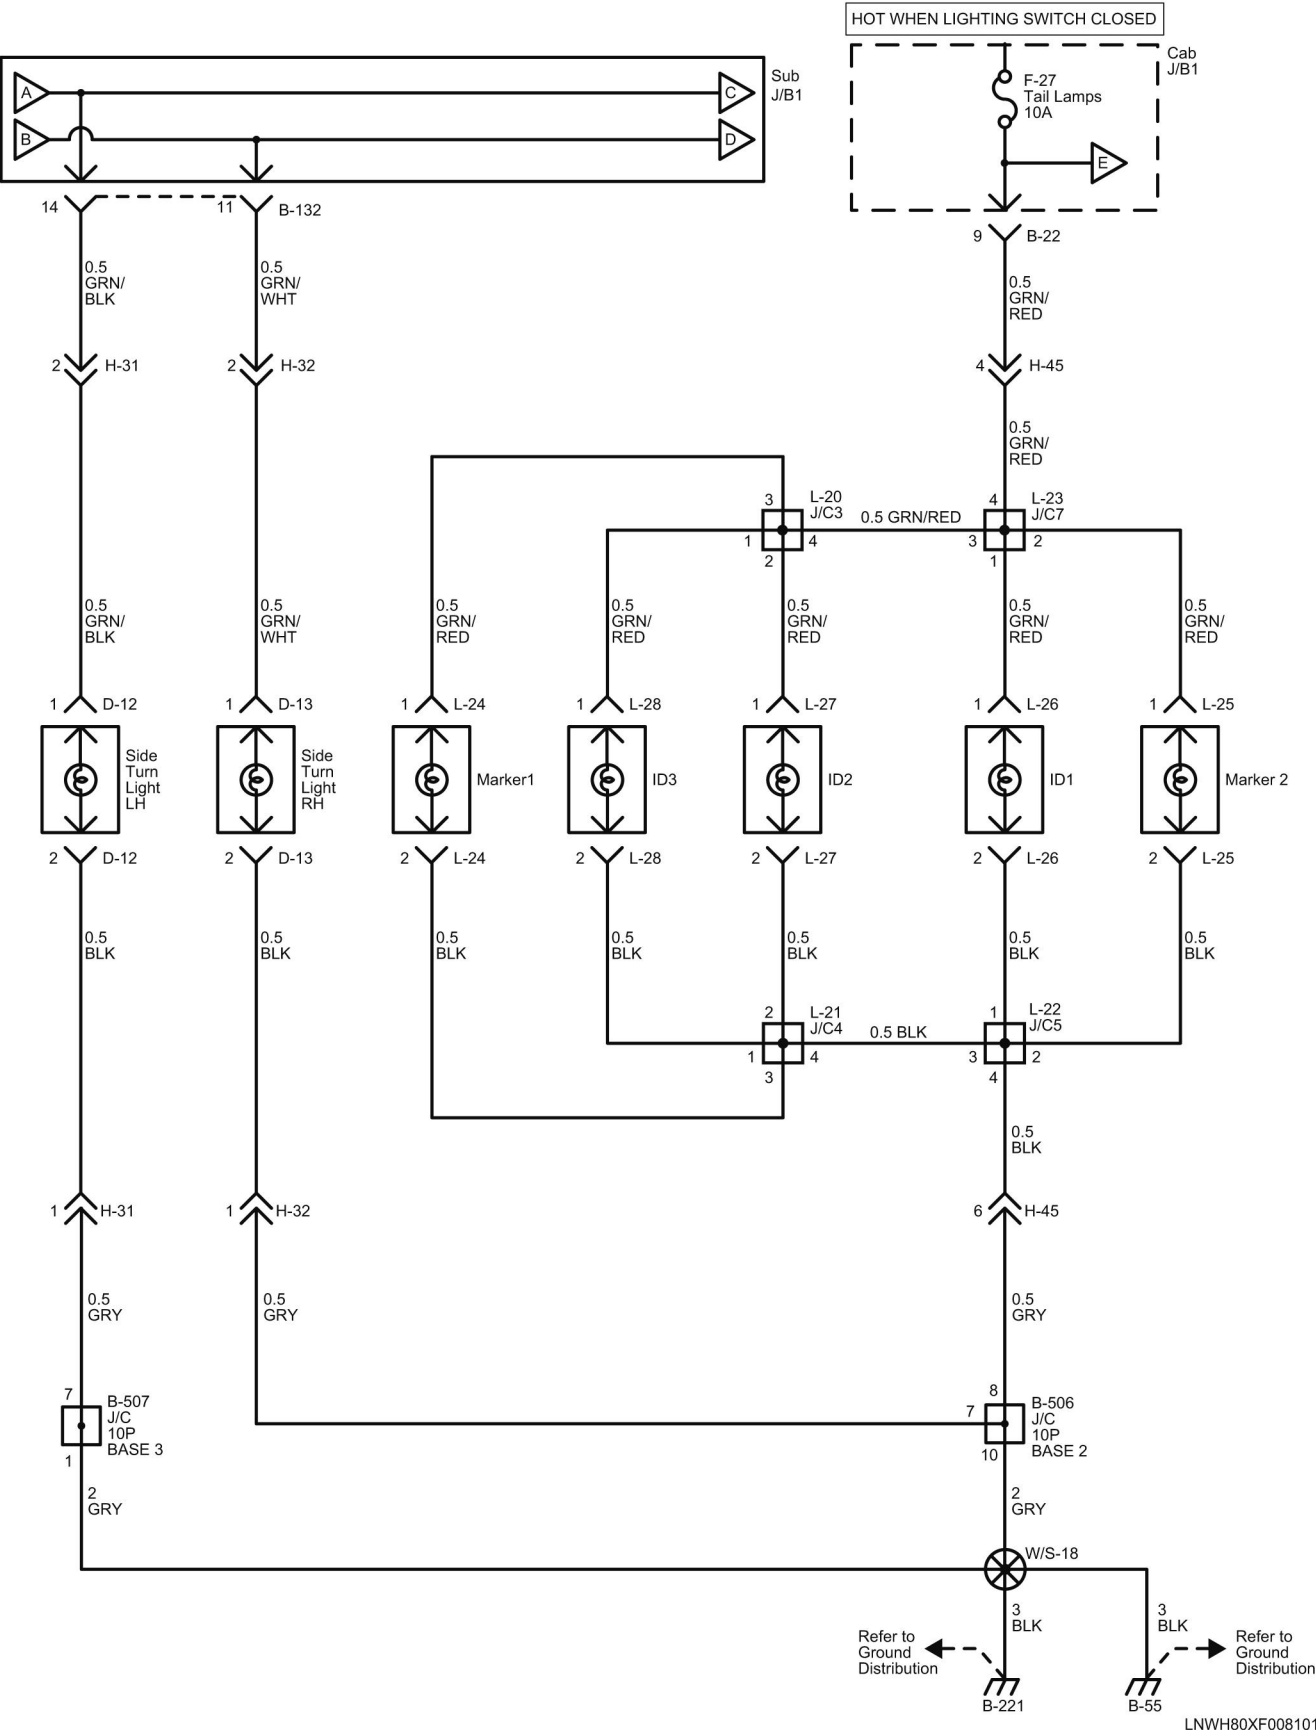 HOT WHEN LIGHTING SWITCH CLOSED
Cab
J/B1
F-27
Tail Lamps
10A
E
Sub
J/B1
A
C
B
D
14
11
B-132
9
B-22
0.5
GRN/
BLK
0.5
GRN/
WHT
0.5
GRN/
RED
2
H-31
2
H-32
4
H-45
0.5
GRN/
RED
3
L-20
J/C3
1
4
2
0.5 GRN/RED
4
L-23
J/C7
3
2
1
0.5
GRN/
BLK
0.5
GRN/
WHT
0.5
GRN/
RED
0.5
GRN/
RED
0.5
GRN/
RED
0.5
GRN/
RED
0.5
GRN/
RED
1
D-12
1
D-13
1
L-24
1
L-28
1
L-27
1
L-26
1
L-25
Side
Turn
Light
LH
Side
Turn
Light
RH
Marker1
ID3
ID2
ID1
Marker 2
2
D-12
2
D-13
2
L-24
2
L-28
2
L-27
2
L-26
2
L-25
0.5
BLK
0.5
BLK
0.5
BLK
0.5
BLK
0.5
BLK
0.5
BLK
0.5
BLK
2
L-21
J/C4
1
4
3
0.5 BLK
1
L-22
J/C5
3
2
4
0.5
BLK
1
H-31
1
H-32
6
H-45
0.5
GRY
0.5
GRY
0.5
GRY
7
B-507
J/C
10P
BASE 3
1
8
7
B-506
J/C
10P
BASE 2
10
2
GRY
2
GRY
W/S-18
3
BLK
3
BLK
Refer to
Ground
Distribution
Refer to
Ground
Distribution
B-221
B-55
LNWH80XF008101